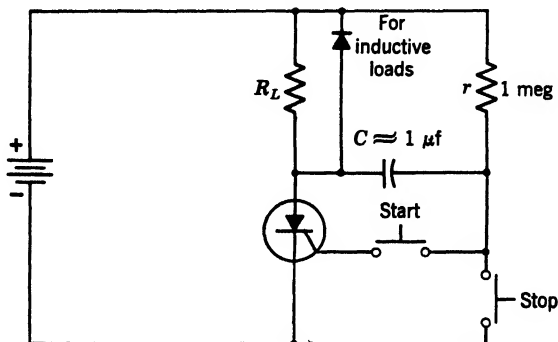 For
inductive
loads
R_L
r 1 meg
C ≈ 1 μf
+
-
Start
Stop